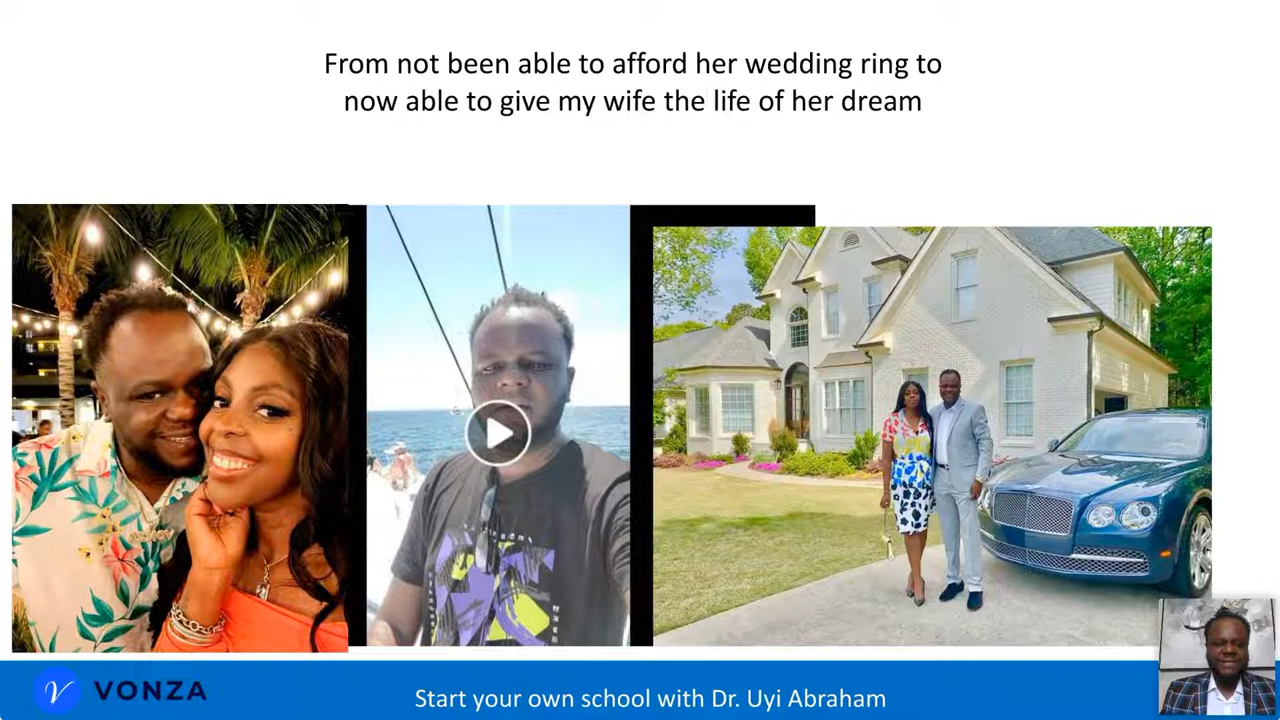 From not been able to afford her wedding ring to
now able to give my wife the life of her dream
VONZA
Start your own school with Dr. Uyi Abraham